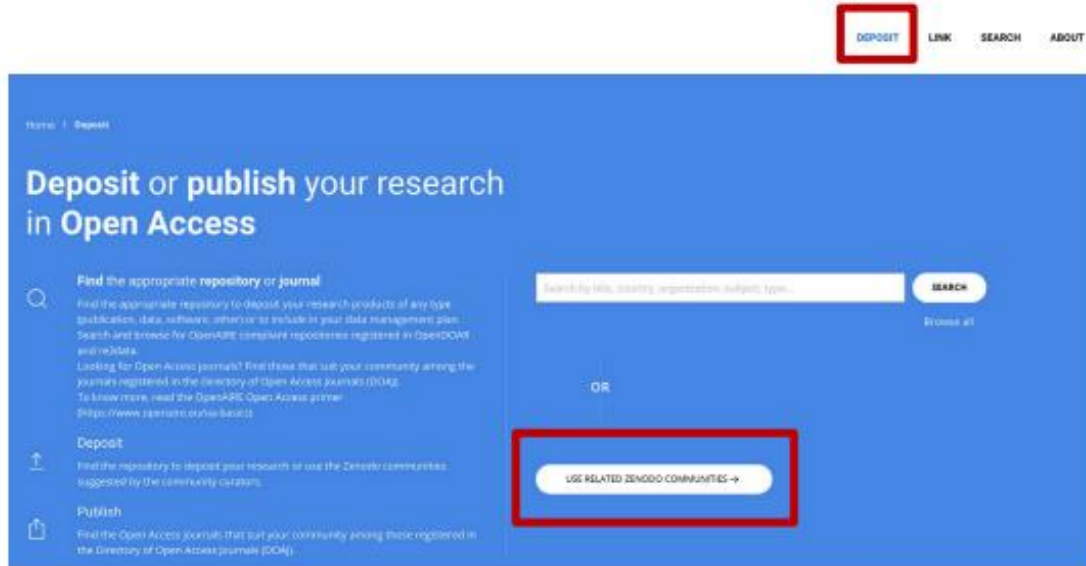 DEPOSIT LINK SEARCH ABOUT
Home / Deposit
Deposit or publish your research
in Open Access
Find the appropriate repository or journal
Find the appropriate repository to deposit your research products of any type
(publication, data, software, other) or to include in your data management plan.
Search and browse for OpenAIRE compliant repositories registered in OpenDOAR
and re3data.
Looking for Open Access journals? Find those that suit your community among the
journals registered in the Directory of Open Access Journals (DOAJ).
To know more, read the OpenAIRE Open Access primer
Deposit
Find the repository to deposit your research or use the Zenodo communities
suggested by the community curators.
Publish
Find the Open Access journals that suit your community among those registered in
the Directory of Open Access Journals (DOAJ).
Search by title, country, organization, subject, type...
SEARCH
Browse all
OR
USE RELATED ZENODO COMMUNITIES →